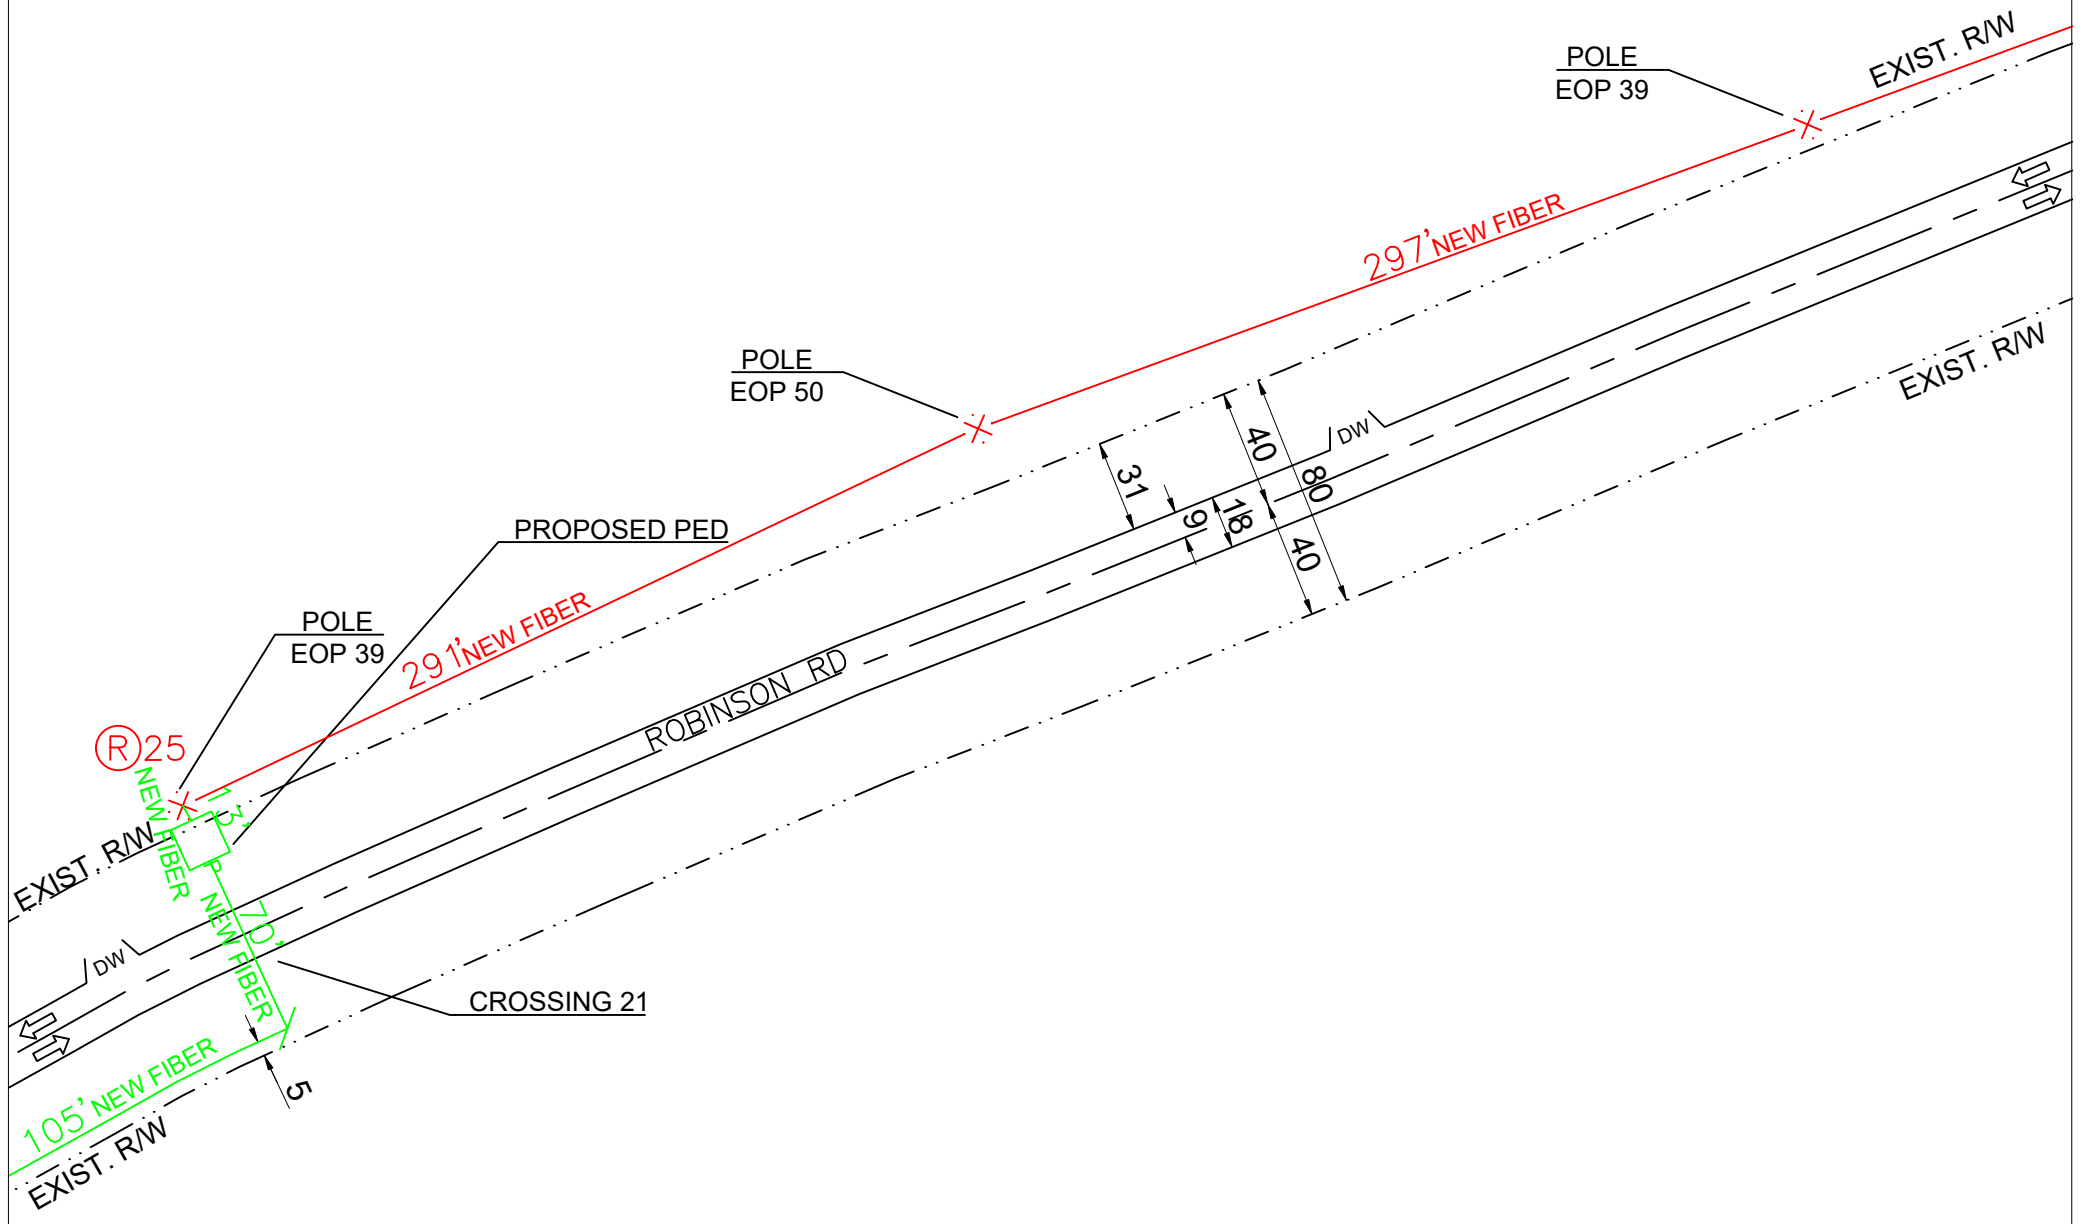 EXIST. R/W
POLE
EOP 39
297' NEW FIBER
EXIST. R/W
POLE
EOP 50
40
DW
31
80
18
9
40
PROPOSED PED
291' NEW FIBER
POLE
EOP 39
ROBINSON RD
R 25
13'
NEW FIBER
EXIST. R/W
P
70'
NEW FIBER
DW
CROSSING 21
105' NEW FIBER
5
EXIST. R/W